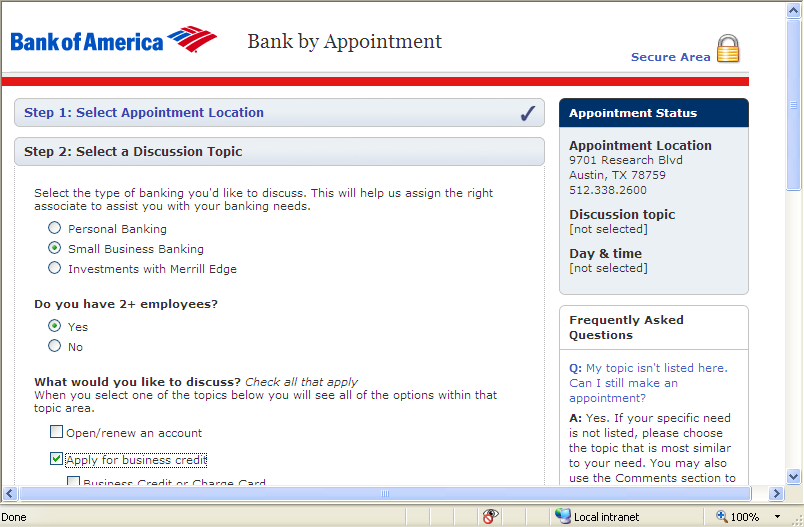 Bank of America
Bank by Appointment
Secure Area
Step 1: Select Appointment Location
Step 2: Select a Discussion Topic
Select the type of banking you'd like to discuss. This will help us assign the right
associate to assist you with your banking needs.
Personal Banking
Small Business Banking
Investments with Merrill Edge
Do you have 2+ employees?
Yes
No
What would you like to discuss? Check all that apply
When you select one of the topics below you will see all of the options within that
topic area.
Open/renew an account
Apply for business credit
Business Credit or Charge Card
Appointment Status
Appointment Location
9701 Research Blvd
Austin, TX 78759
512.338.2600
Discussion topic
[not selected]
Day & time
[not selected]
Frequently Asked
Questions
Q: My topic isn't listed here.
Can I still make an
appointment?
A: Yes. If your specific need
is not listed, please choose
the topic that is most similar
to your need. You may also
use the Comments section to
Done
Local intranet
100%